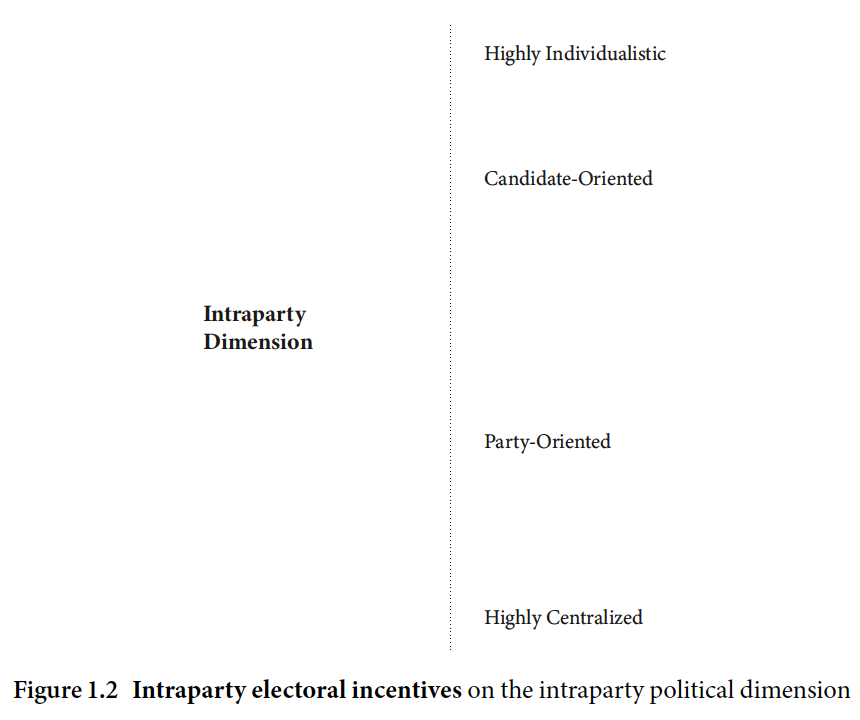 Highly Individualistic
Candidate-Oriented
Intraparty
Dimension
Party-Oriented
Highly Centralized
Figure 1.2 Intraparty electoral incentives on the intraparty political dimension